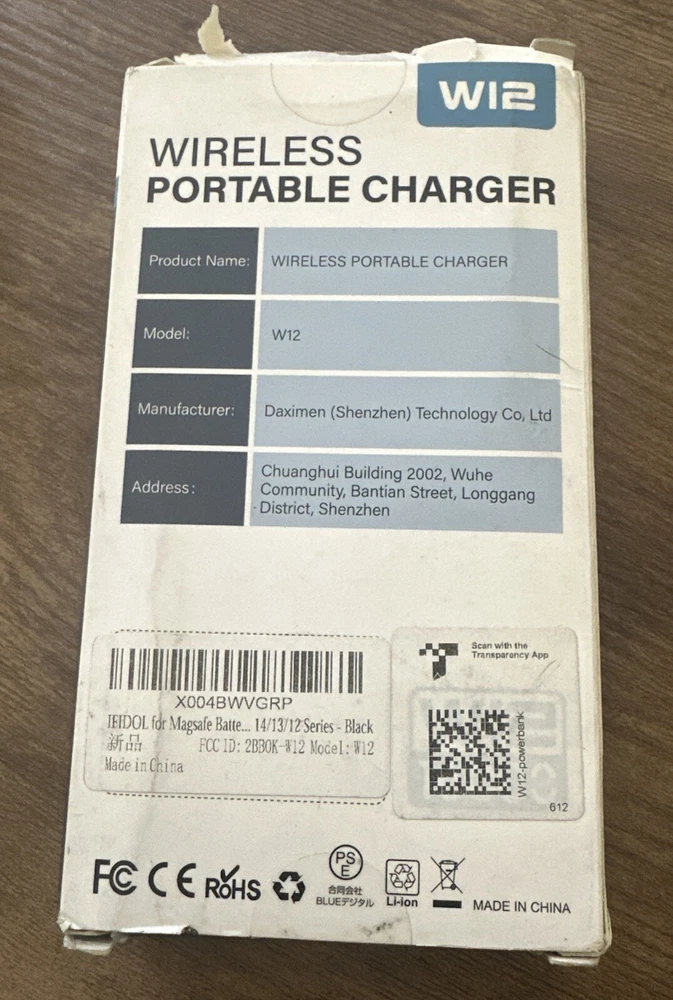 W12
WIRELESS
PORTABLE CHARGER
Product Name: WIRELESS PORTABLE CHARGER
Model: W12
Manufacturer: Daximen (Shenzhen) Technology Co, Ltd
Address: Chuanghui Building 2002, Wuhe
Community, Bantian Street, Longgang
District, Shenzhen
X004BWVGRP
IEIDOL for Magsafe Batte... 14/13/12 Series - Black
新品 FCC ID: 2BBOK-W12 Model: W12
Made in China
Scan with the
Transparency App
W12-powerbank
612
FC CE RoHS
PS
E
合同会社
BLUEデジタル
Li-ion
MADE IN CHINA